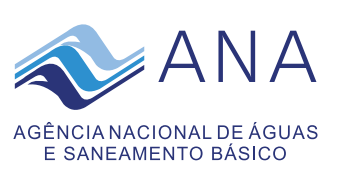 ANA
AGÊNCIA NACIONAL DE ÁGUAS
E SANEAMENTO BÁSICO